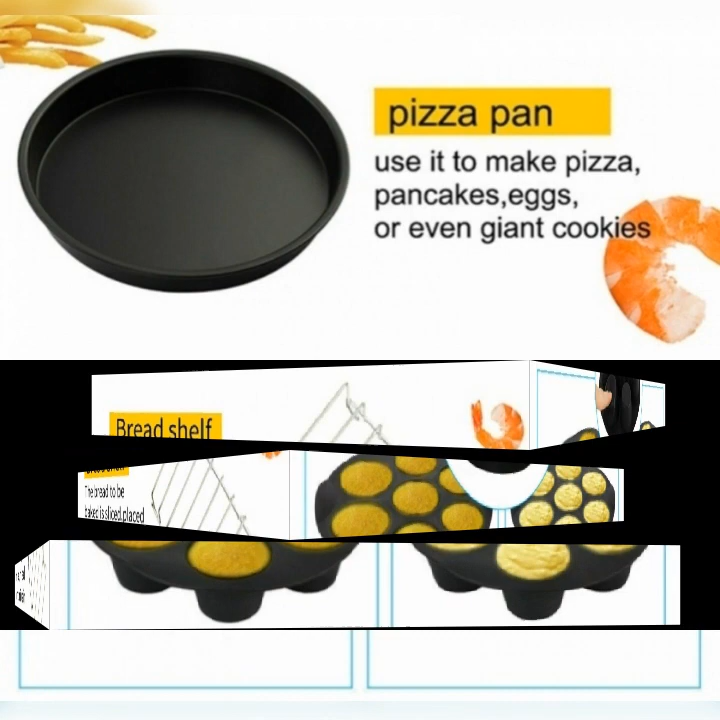 pizza pan
use it to make pizza,
pancakes,eggs,
or even giant cookies
Bread shelf
The bread to be
baked is sliced,placed